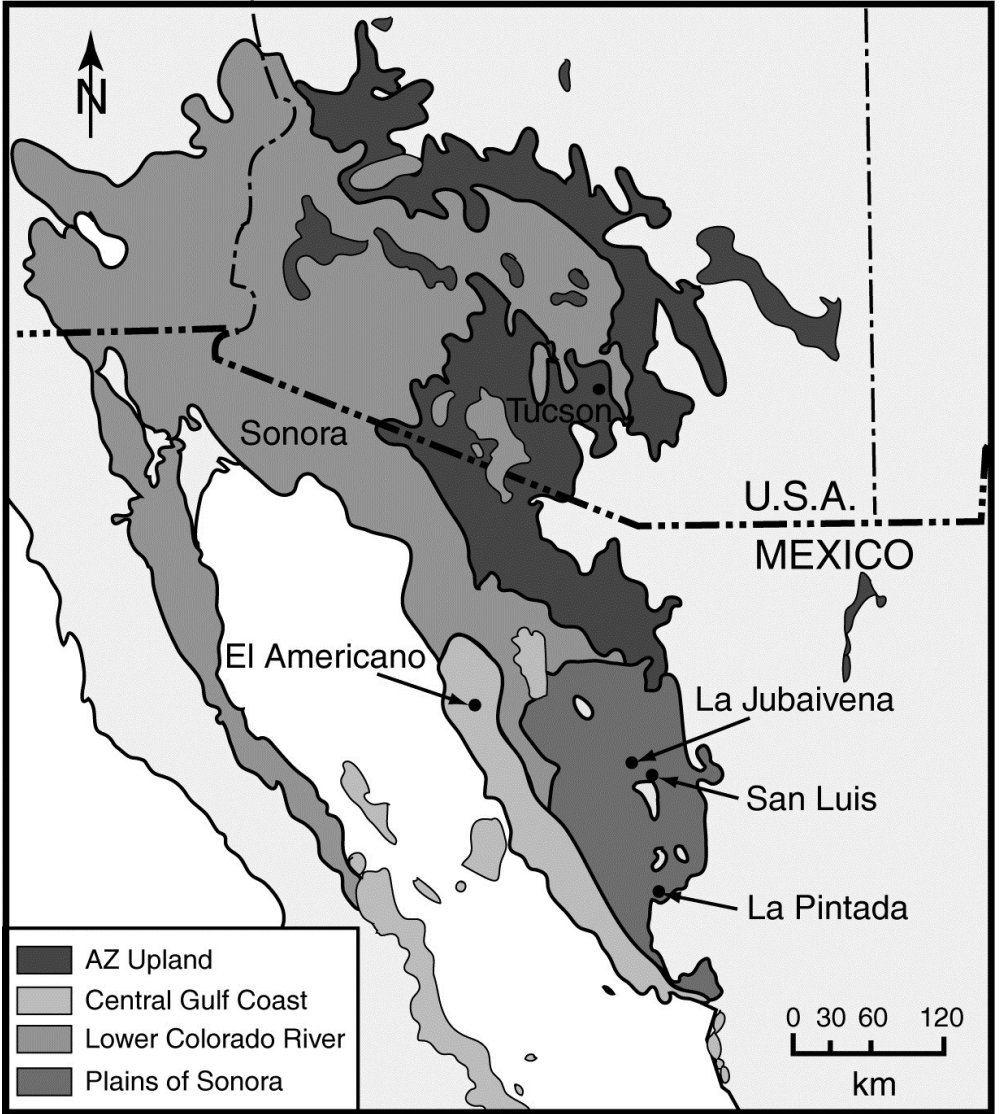 N
Tucson
Sonora
U.S.A.
MEXICO
El Americano
La Jubaivena
San Luis
La Pintada
AZ Upland
Central Gulf Coast
Lower Colorado River
Plains of Sonora
0 30 60 120
km